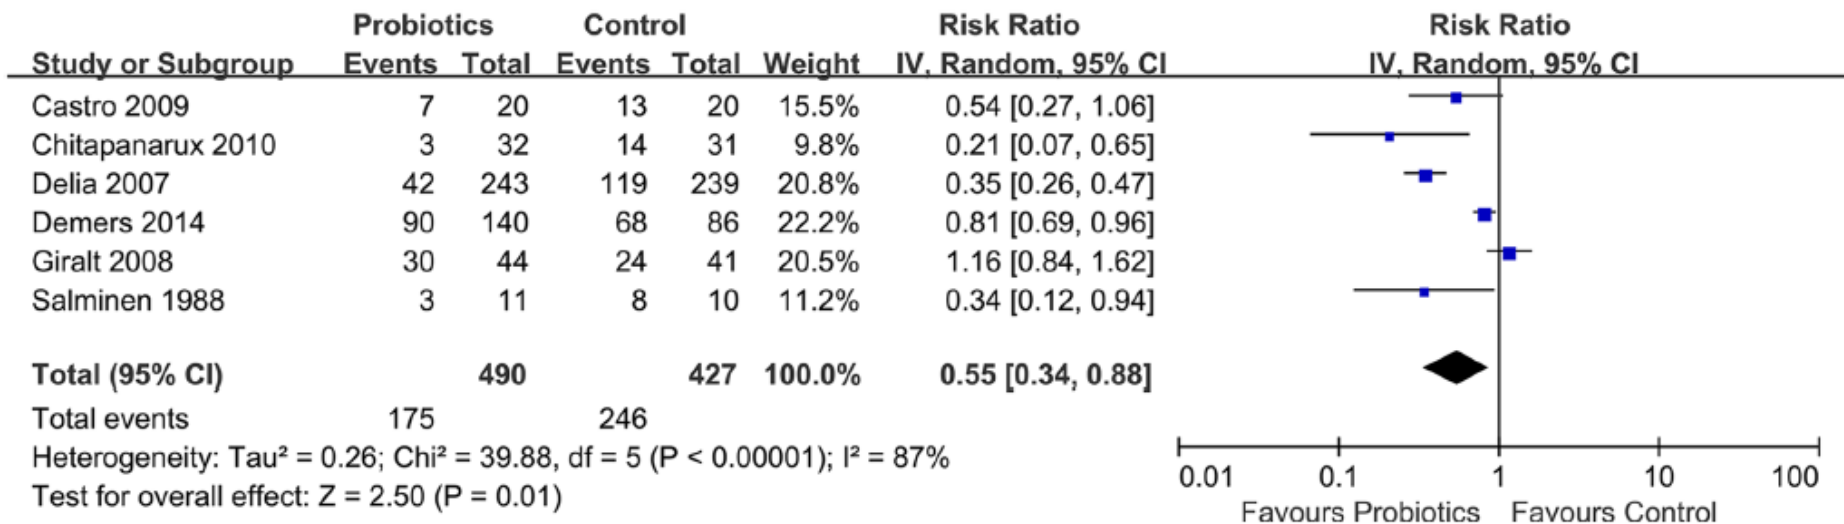 Probiotics Control Risk Ratio Risk Ratio
Study or Subgroup Events Total Events Total Weight IV, Random, 95% CI IV, Random, 95% CI
Castro 2009 7 20 13 20 15.5% 0.54 [0.27, 1.06]
Chitapanarux 2010 3 32 14 31 9.8% 0.21 [0.07, 0.65]
Delia 2007 42 243 119 239 20.8% 0.35 [0.26, 0.47]
Demers 2014 90 140 68 86 22.2% 0.81 [0.69, 0.96]
Giralt 2008 30 44 24 41 20.5% 1.16 [0.84, 1.62]
Salminen 1988 3 11 8 10 11.2% 0.34 [0.12, 0.94]
Total (95% CI) 490 427 100.0% 0.55 [0.34, 0.88]
Total events 175 246
Heterogeneity: Tau² = 0.26; Chi² = 39.88, df = 5 (P < 0.00001); I² = 87%
Test for overall effect: Z = 2.50 (P = 0.01)
0.01 0.1 1 10 100
Favours Probiotics Favours Control